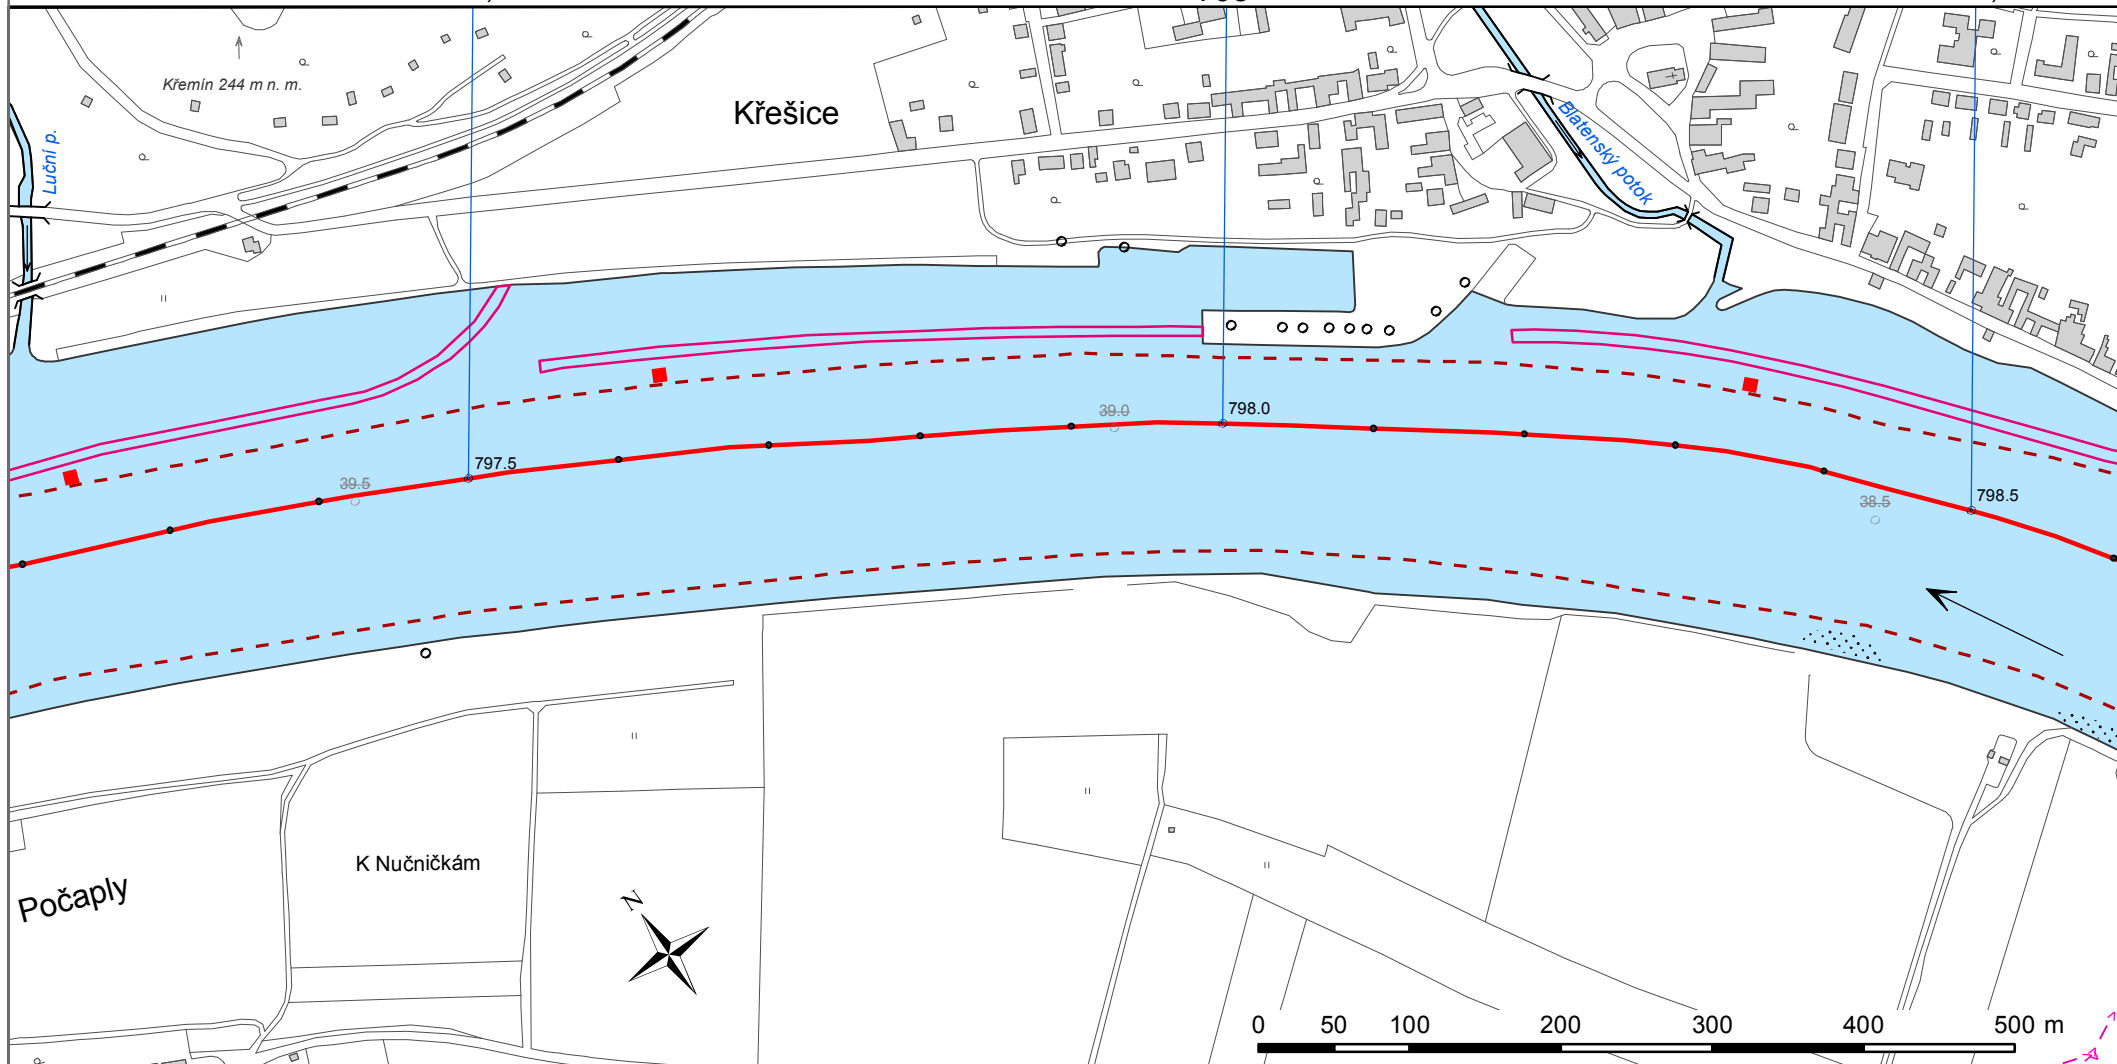 Křemín 244 m n. m.
Křešice
Luční p.
Blatenský potok
39.0
798.0
797.5
39.5
798.5
38.5
K Nučničkám
Počaply
N
0 50 100 200 300 400 500 m